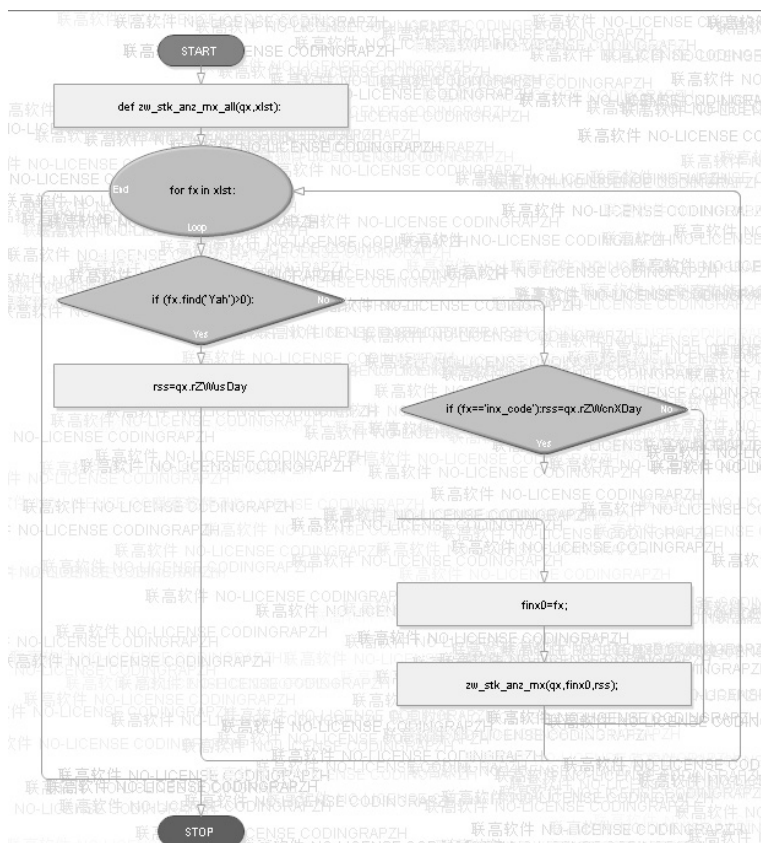 START
def zw_stk_anz_mx_all(qx,xlst):
for fx in xlst:
End
Loop
if (fx.find('Yah')>0):
No
Yes
rss=qx.rZWusDay
if (fx=='inx_code'):rss=qx.rZWcnXDay
No
Yes
finx0=fx;
zw_stk_anz_mx(qx,finx0,rss);
STOP
联高软件 NO-LICENSE CODINGRAPZH